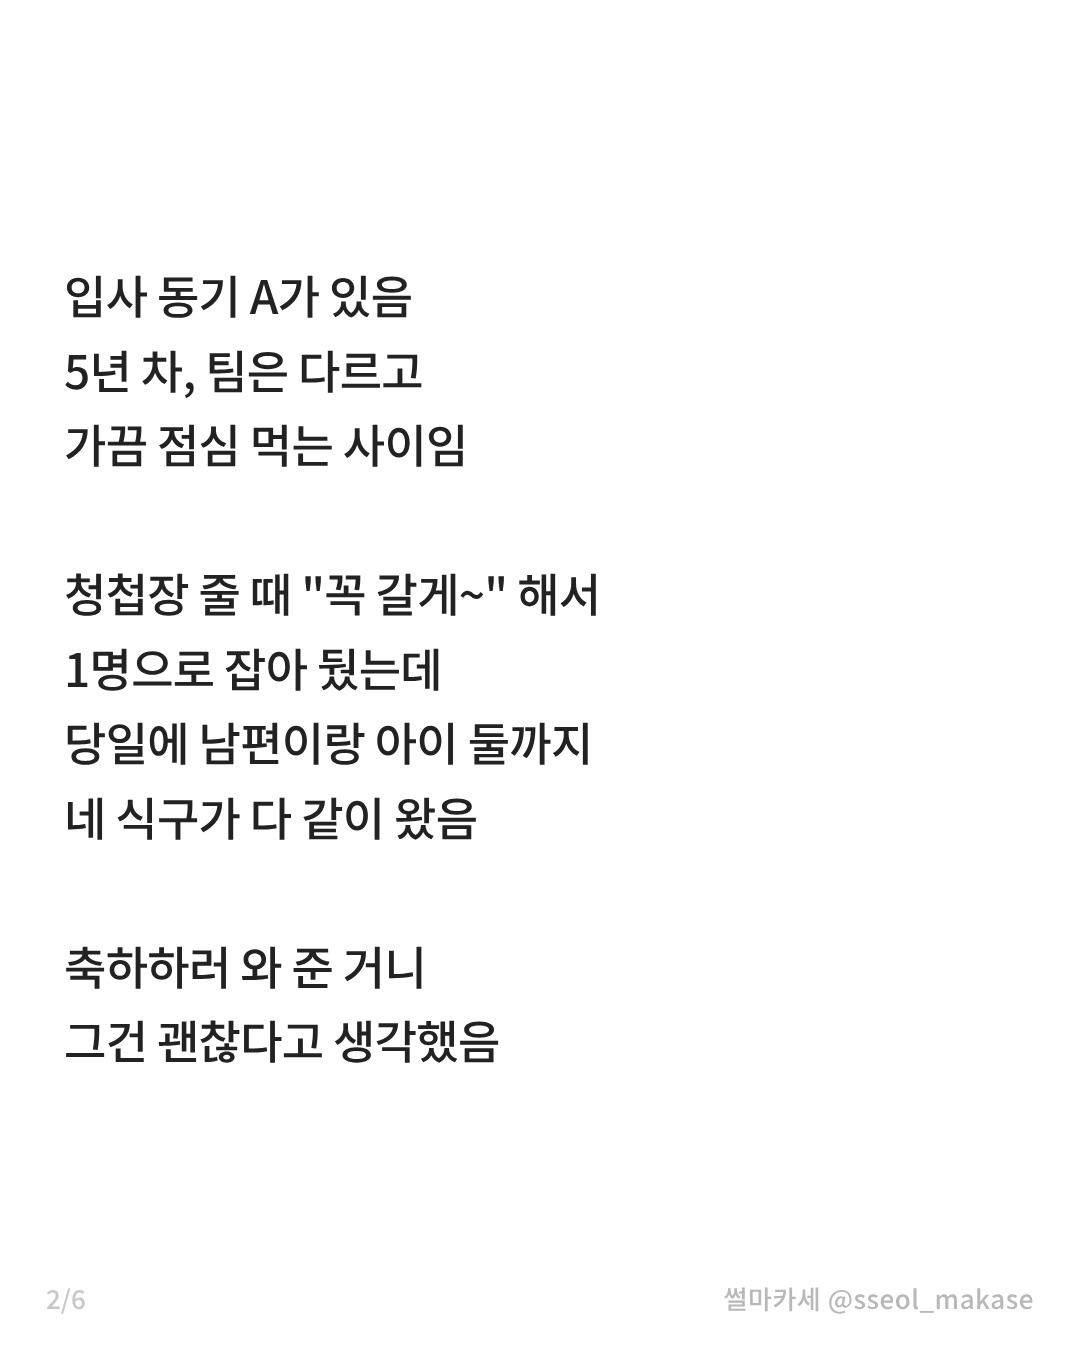 입사 동기 A가 있음
5년 차, 팀은 다르고
가끔 점심 먹는 사이임
청첩장 줄 때 "꼭 갈게~" 해서
1명으로 잡아 뒀는데
당일에 남편이랑 아이 둘까지
네 식구가 다 같이 왔음
축하하러 와 준 거니
그건 괜찮다고 생각했음
2/6
썰마카세 @sseol_makase